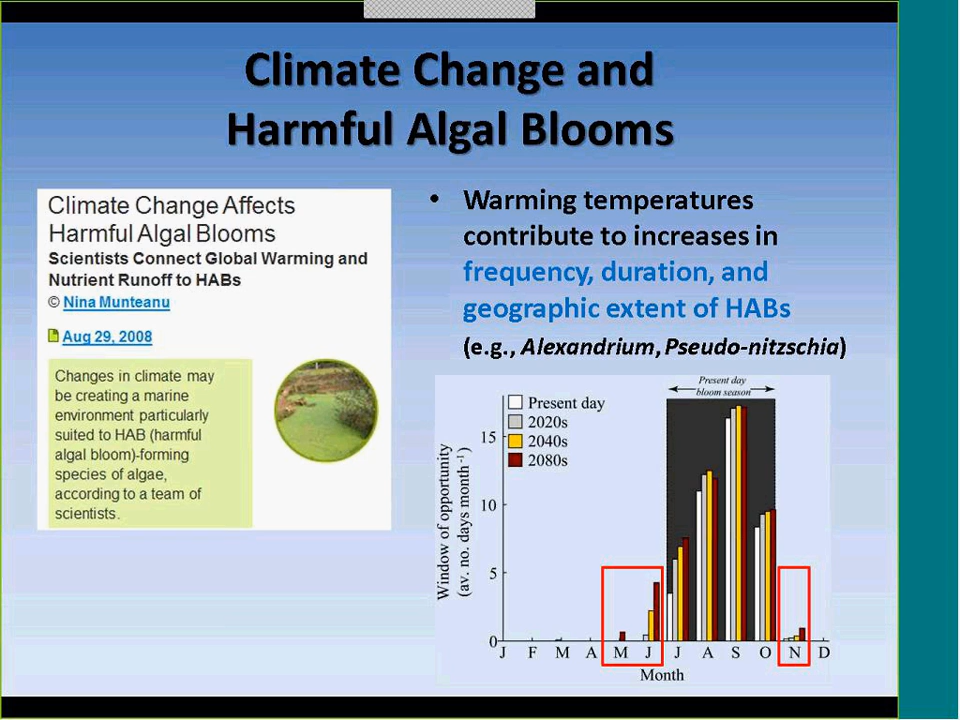 Climate Change and
Harmful Algal Blooms
Climate Change Affects
Harmful Algal Blooms
Scientists Connect Global Warming and
Nutrient Runoff to HABs
© Nina Munteanu
Aug 29, 2008
Changes in climate may
be creating a marine
environment particularly
suited to HAB (harmful
algal bloom)-forming
species of algae,
according to a team of
scientists.
• Warming temperatures
contribute to increases in
frequency, duration, and
geographic extent of HABs
(e.g., Alexandrium, Pseudo-nitzschia)
Present day
bloom season
Present day
2020s
2040s
2080s
Window of opportunity
(av. no. days month⁻¹)
15
10
5
0
J F M A M J J A S O N D
Month